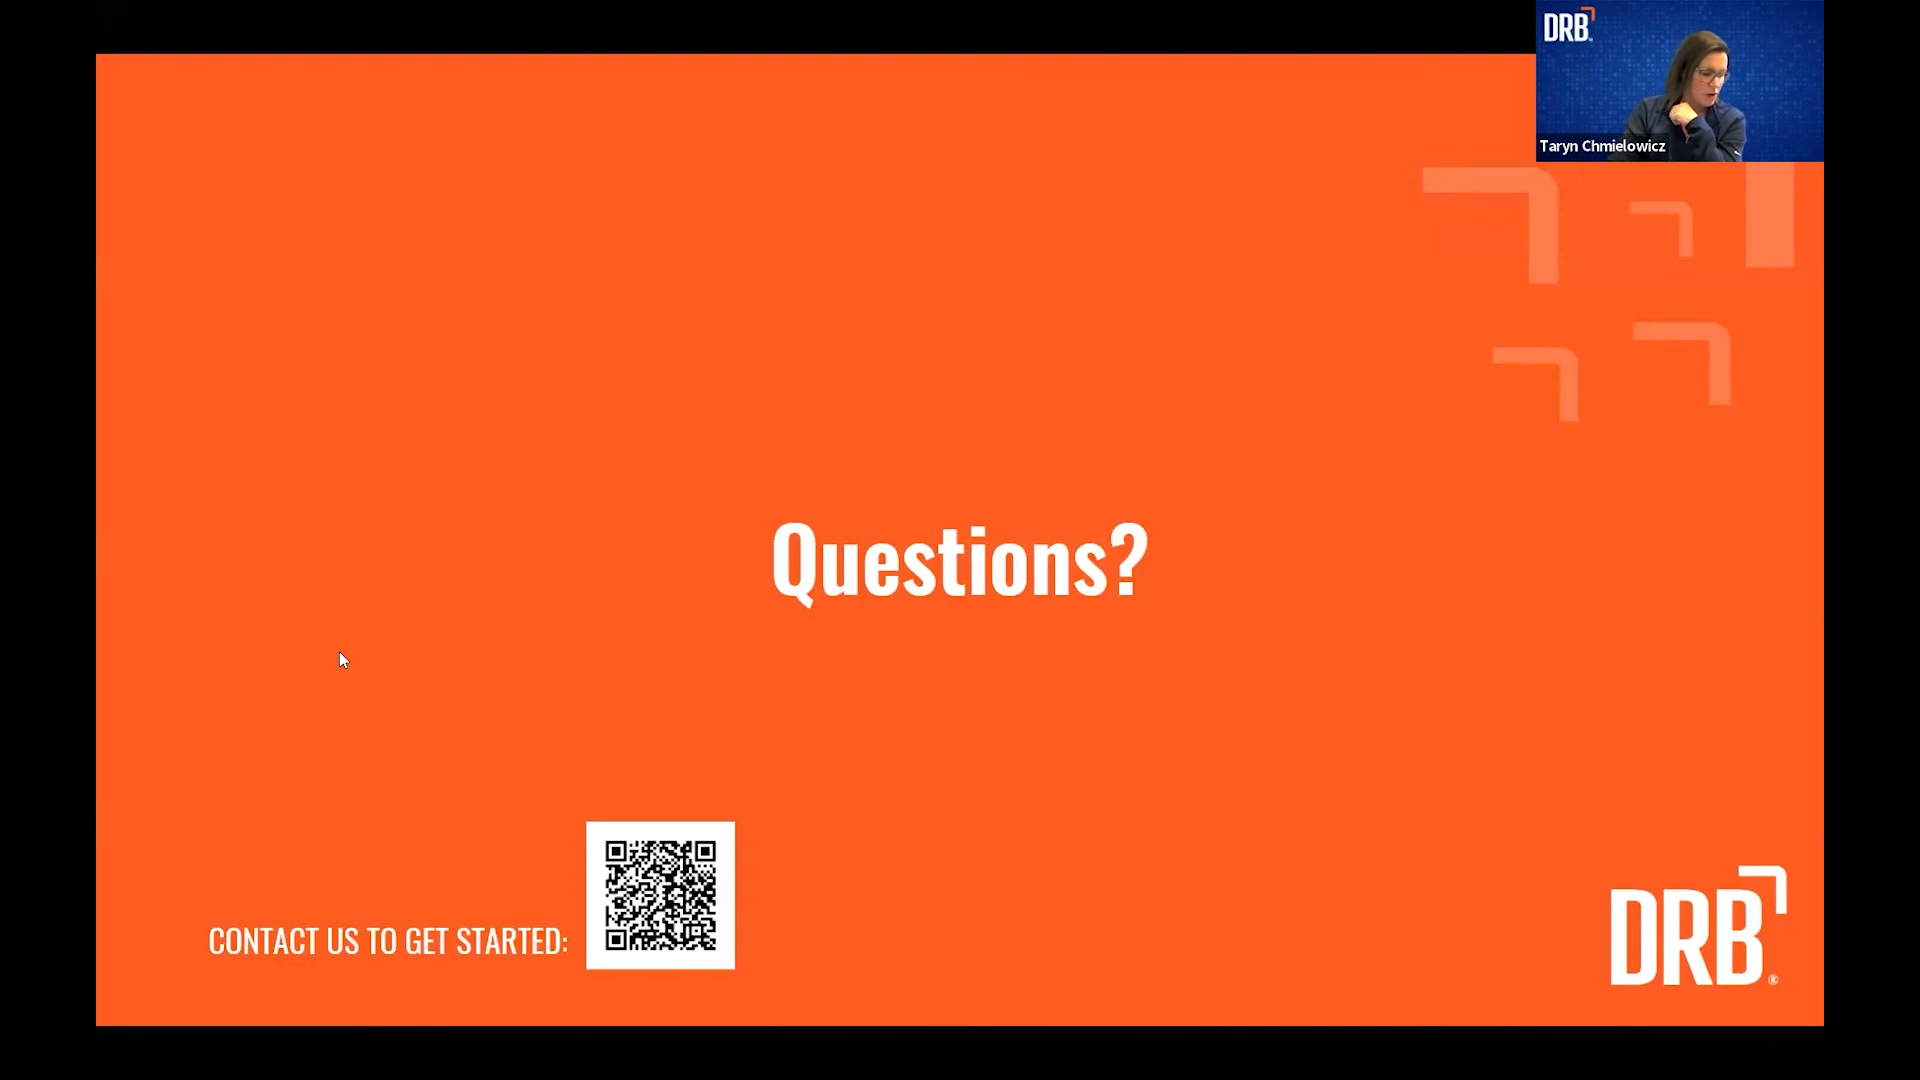 DRB
Taryn Chmielowicz
Questions?
CONTACT US TO GET STARTED:
DRB®